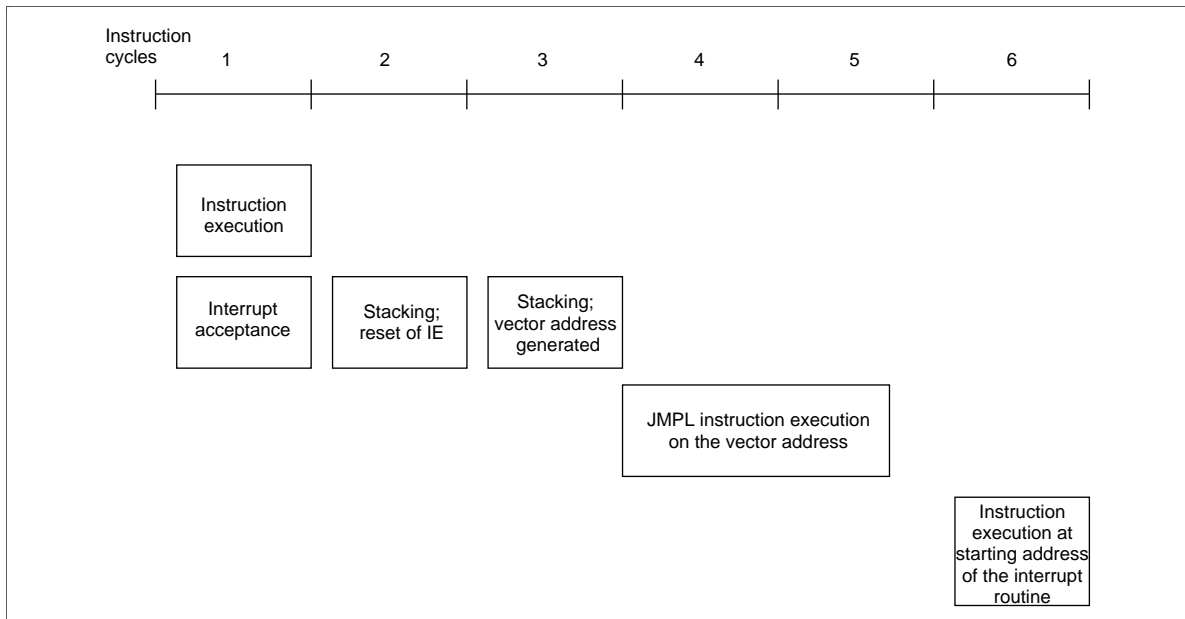 Instruction
cycles
1 2 3 4 5 6
Instruction
execution
Interrupt
acceptance
Stacking;
reset of IE
Stacking;
vector address
generated
JMPL instruction execution
on the vector address
Instruction
execution at
starting address
of the interrupt
routine